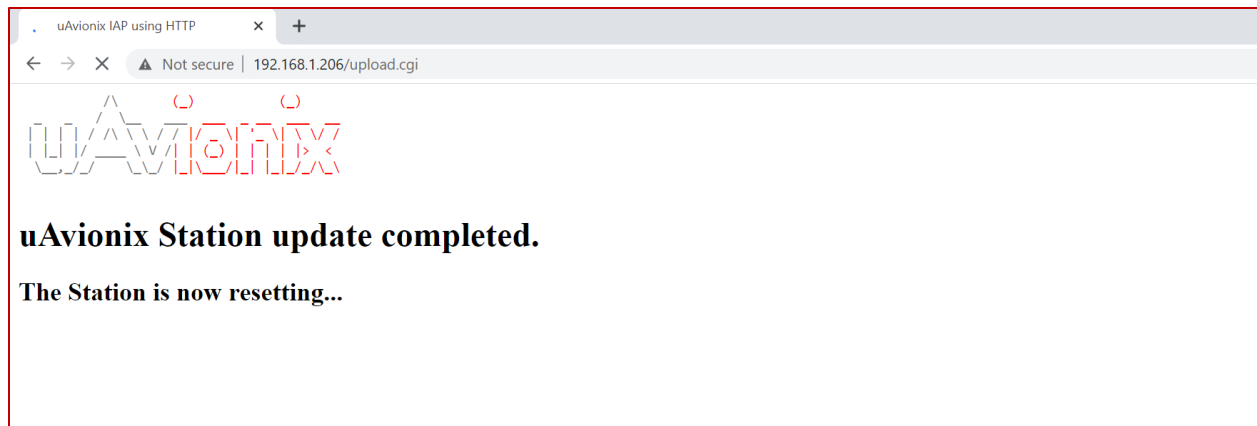 uAvionix IAP using HTTP
Not secure | 192.168.1.206/upload.cgi
uAvionix
uAvionix Station update completed.
The Station is now resetting...